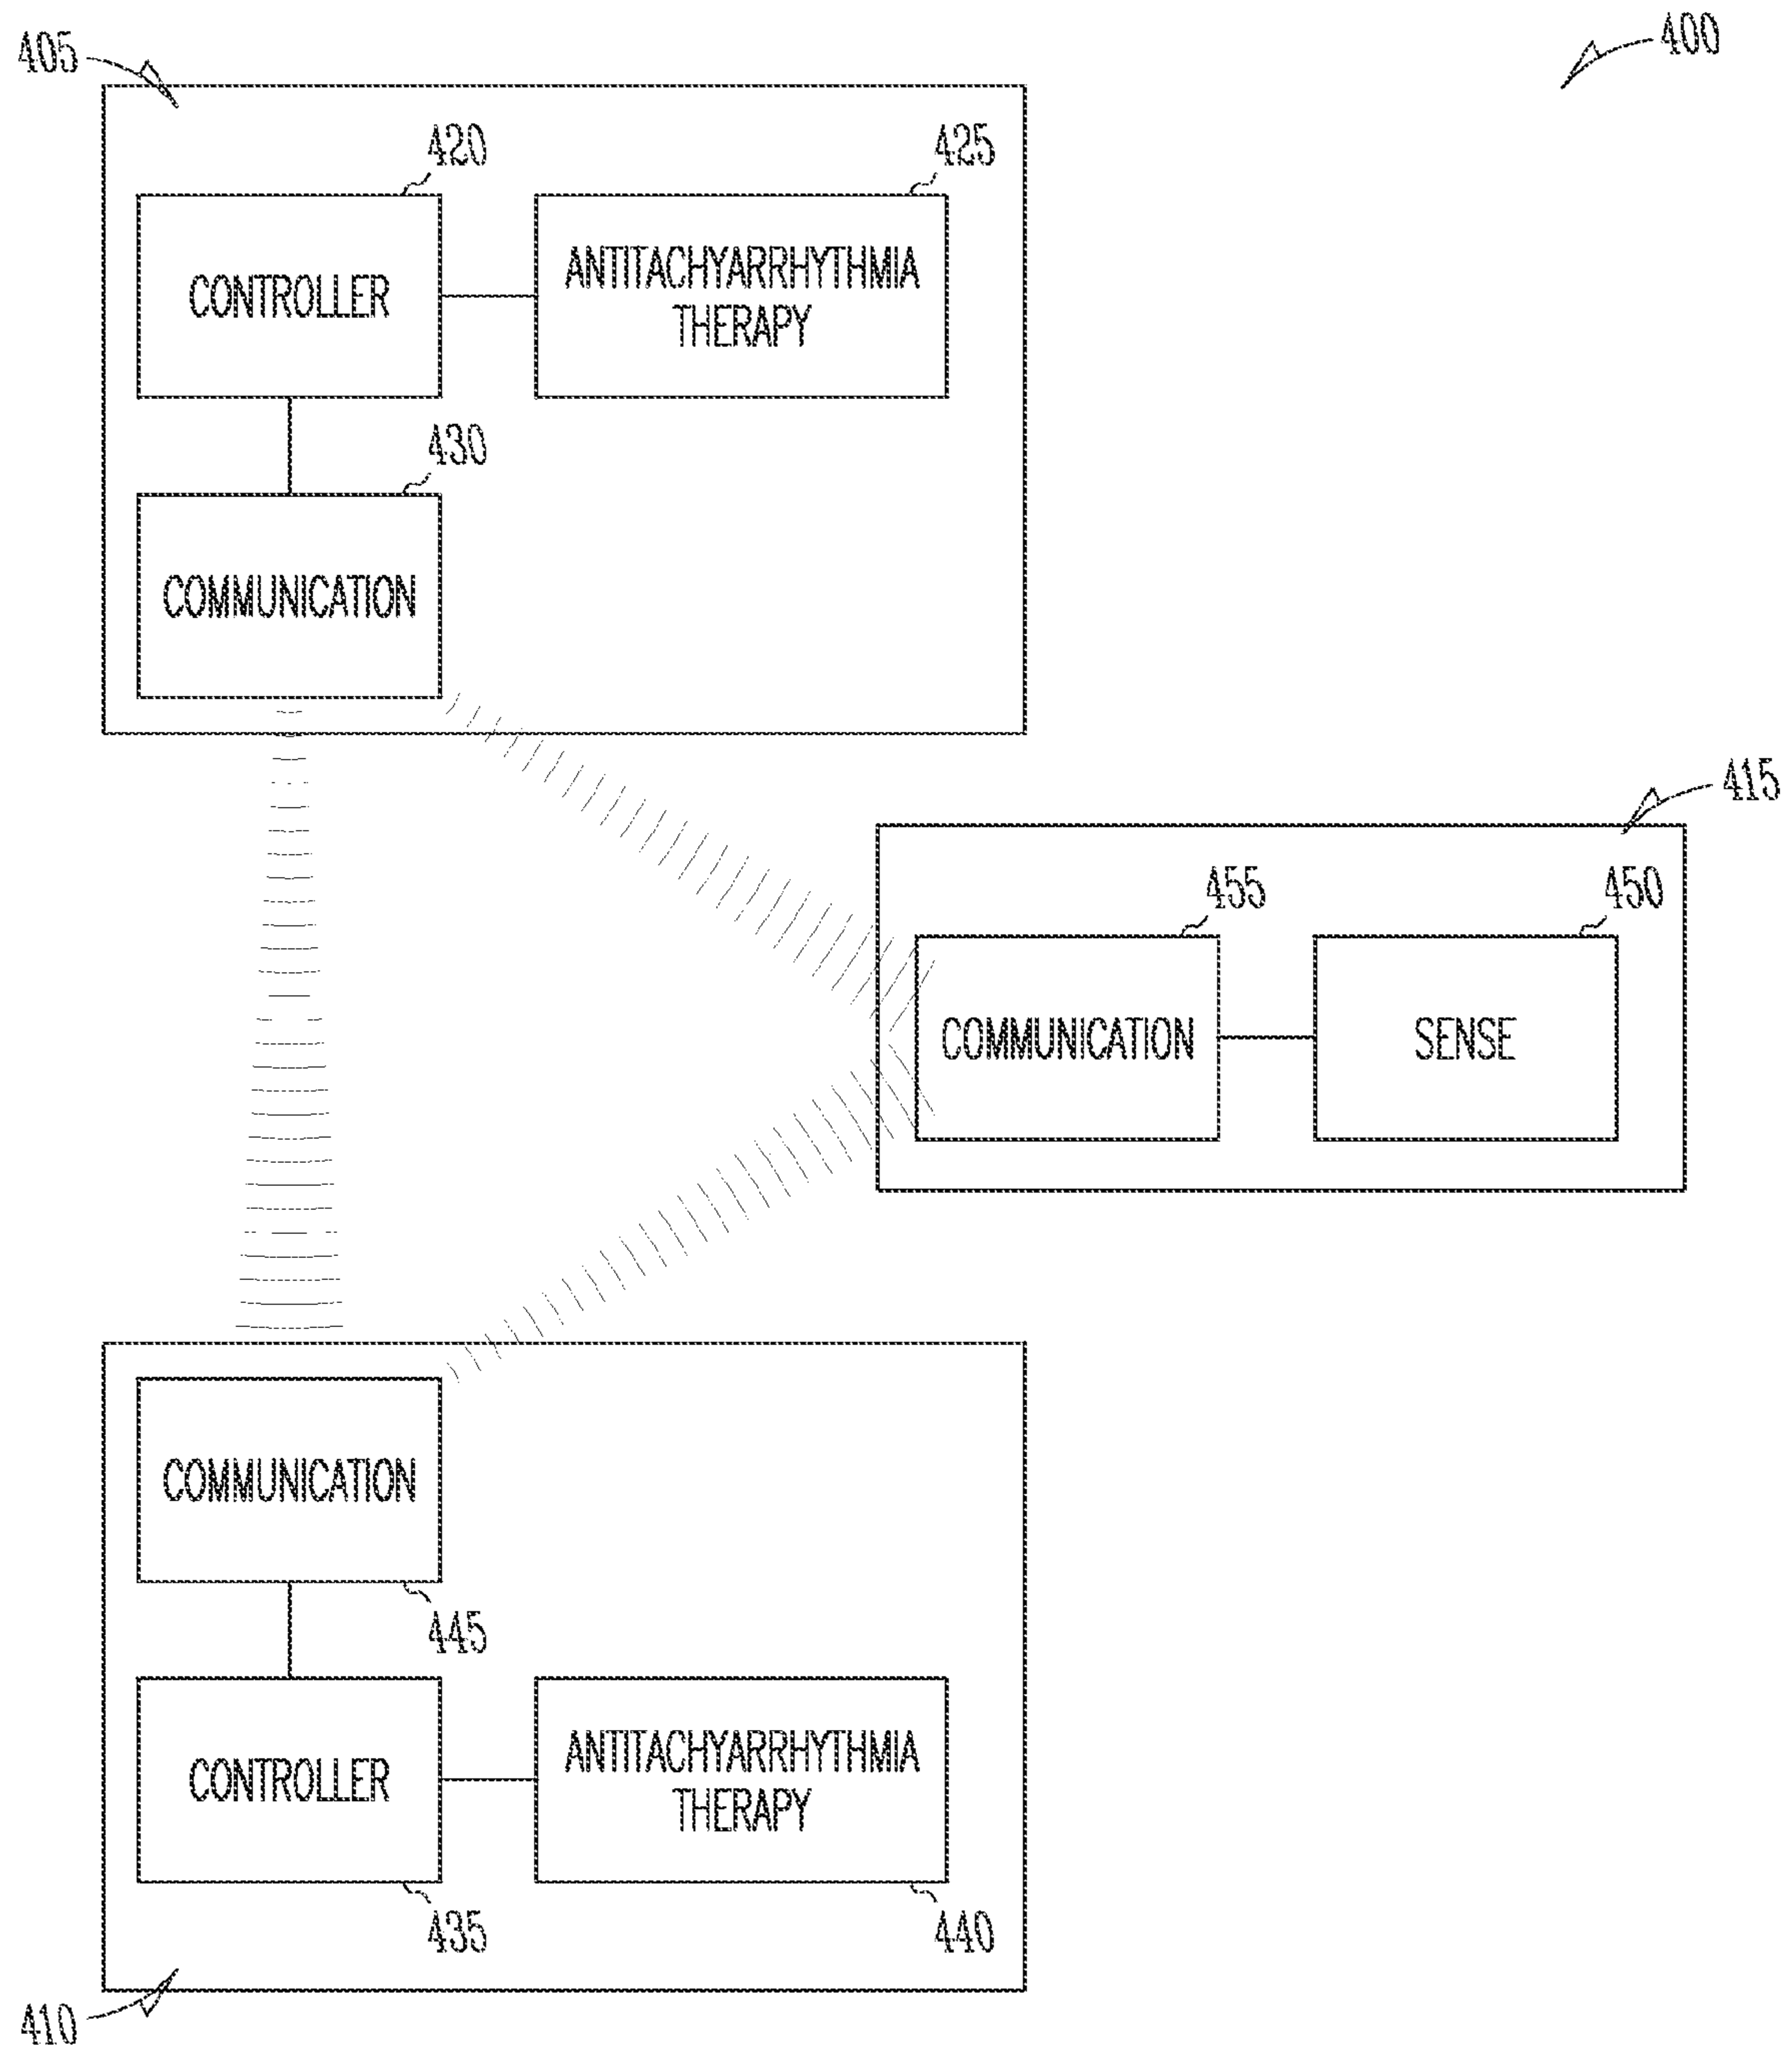 405
400
420
425
CONTROLLER
ANTITACHYARRHYTHMIA
THERAPY
430
COMMUNICATION
415
455
450
COMMUNICATION
SENSE
COMMUNICATION
445
CONTROLLER
ANTITACHYARRHYTHMIA
THERAPY
435
440
410